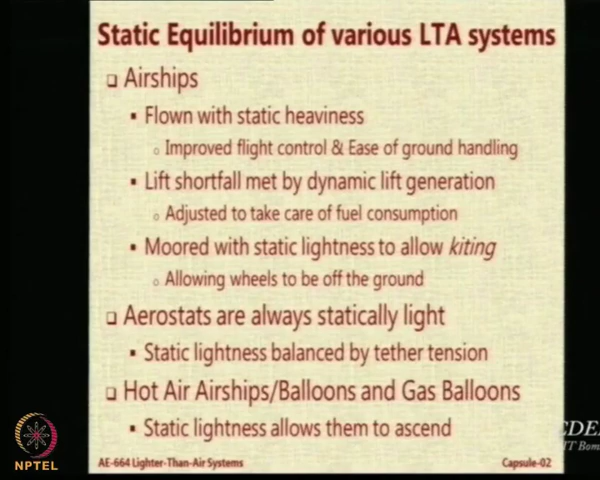 Static Equilibrium of various LTA systems
❑ Airships
▪ Flown with static heaviness
○ Improved flight control & Ease of ground handling
▪ Lift shortfall met by dynamic lift generation
○ Adjusted to take care of fuel consumption
▪ Moored with static lightness to allow kiting
○ Allowing wheels to be off the ground
❑ Aerostats are always statically light
▪ Static lightness balanced by tether tension
❑ Hot Air Airships/Balloons and Gas Balloons
▪ Static lightness allows them to ascend
AE-664 Lighter-Than-Air Systems
Capsule-02
NPTEL